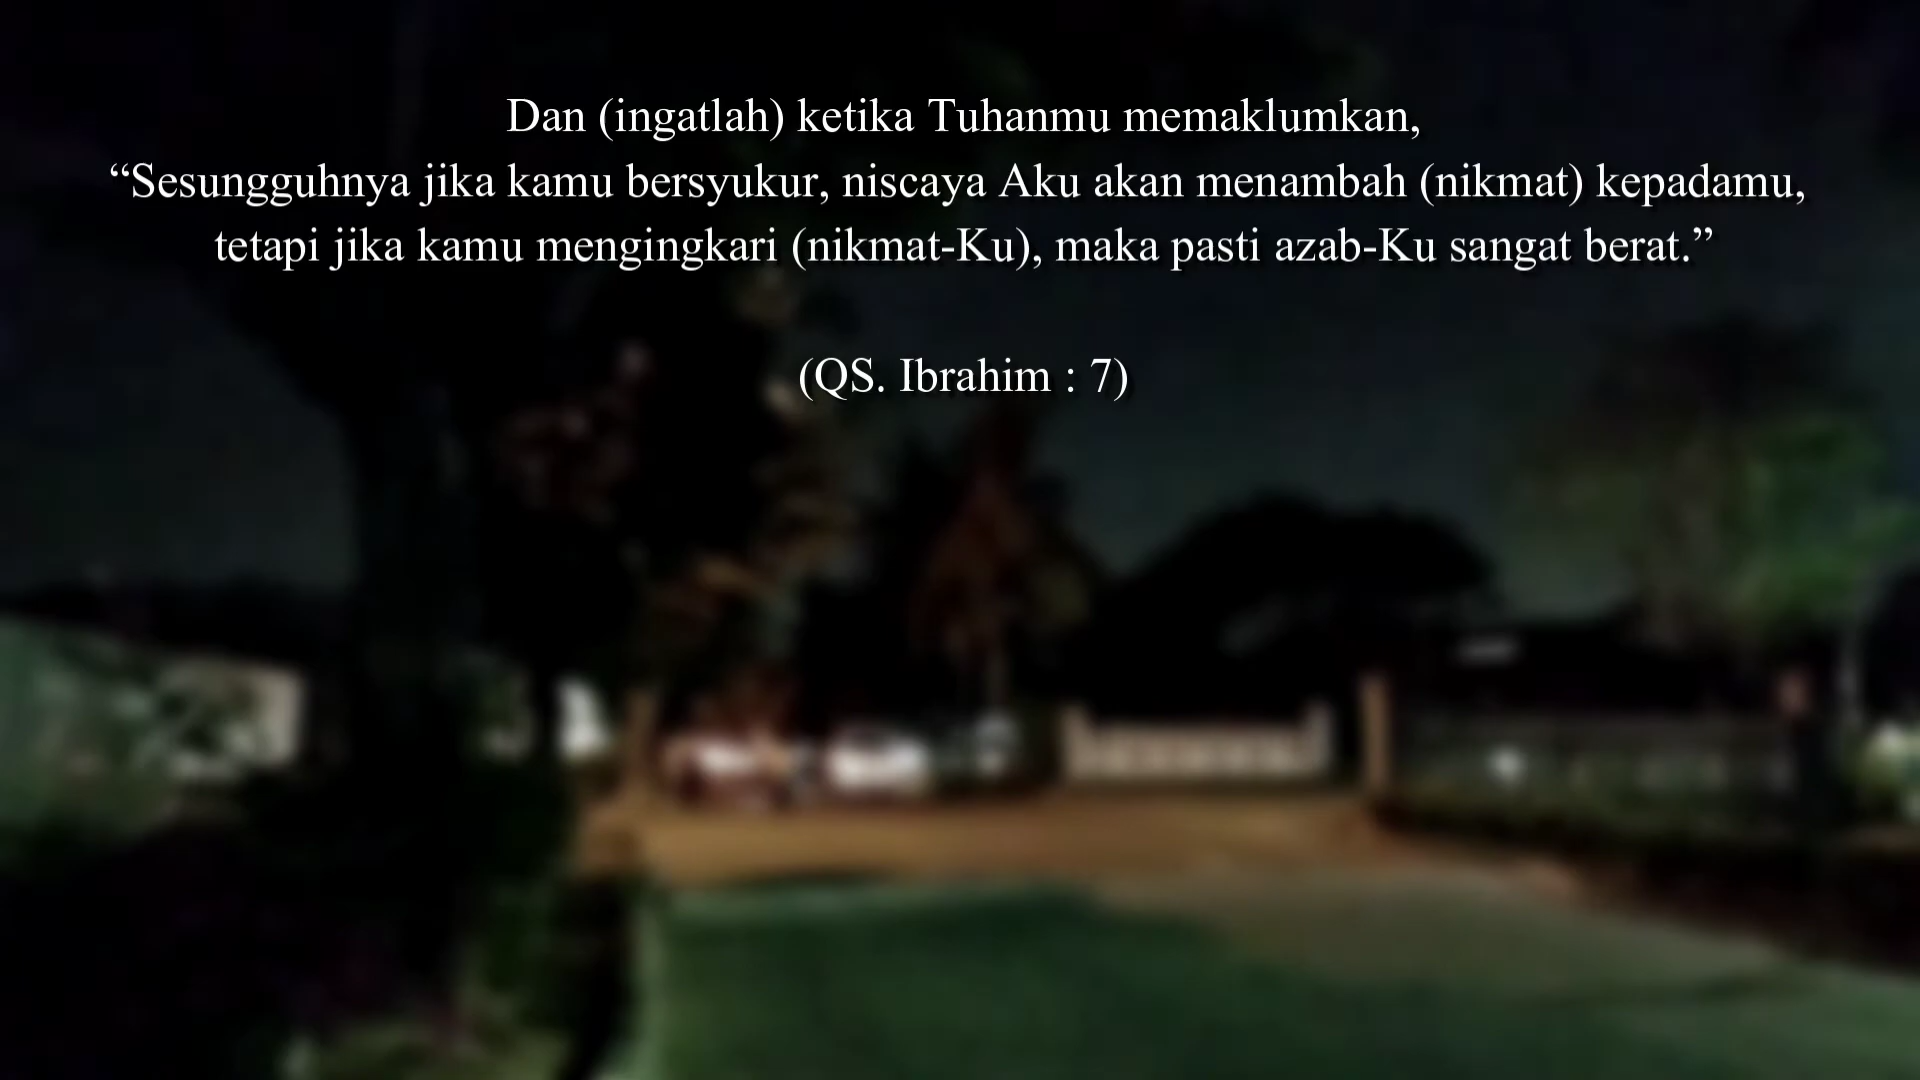 Dan (ingatlah) ketika Tuhanmu memaklumkan,
“Sesungguhnya jika kamu bersyukur, niscaya Aku akan menambah (nikmat) kepadamu,
tetapi jika kamu mengingkari (nikmat-Ku), maka pasti azab-Ku sangat berat.”
(QS. Ibrahim : 7)